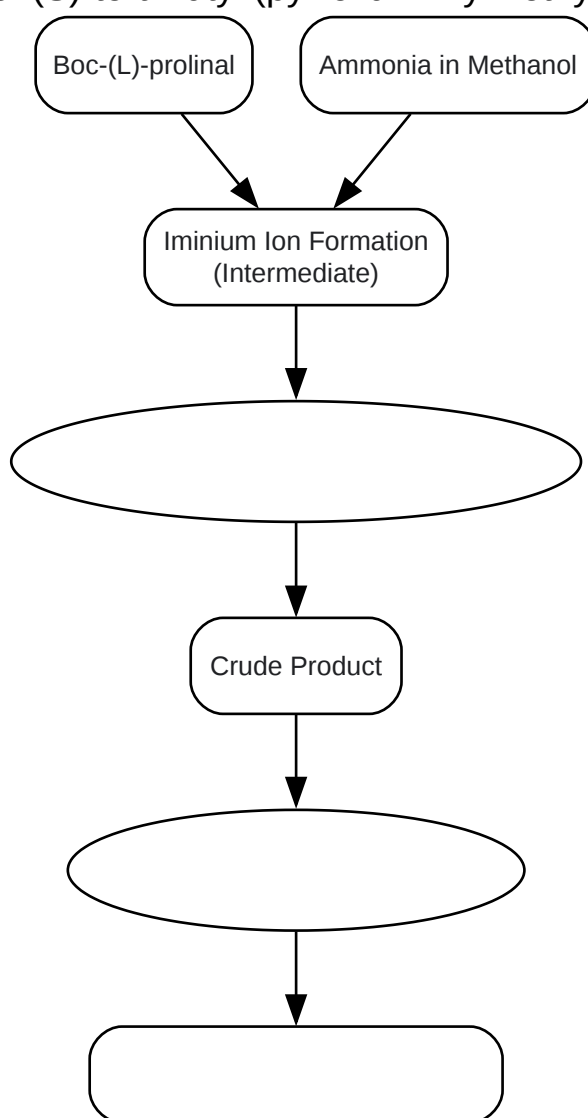 Boc-(L)-prolinal
Ammonia in Methanol
Iminium Ion Formation
(Intermediate)
Crude Product